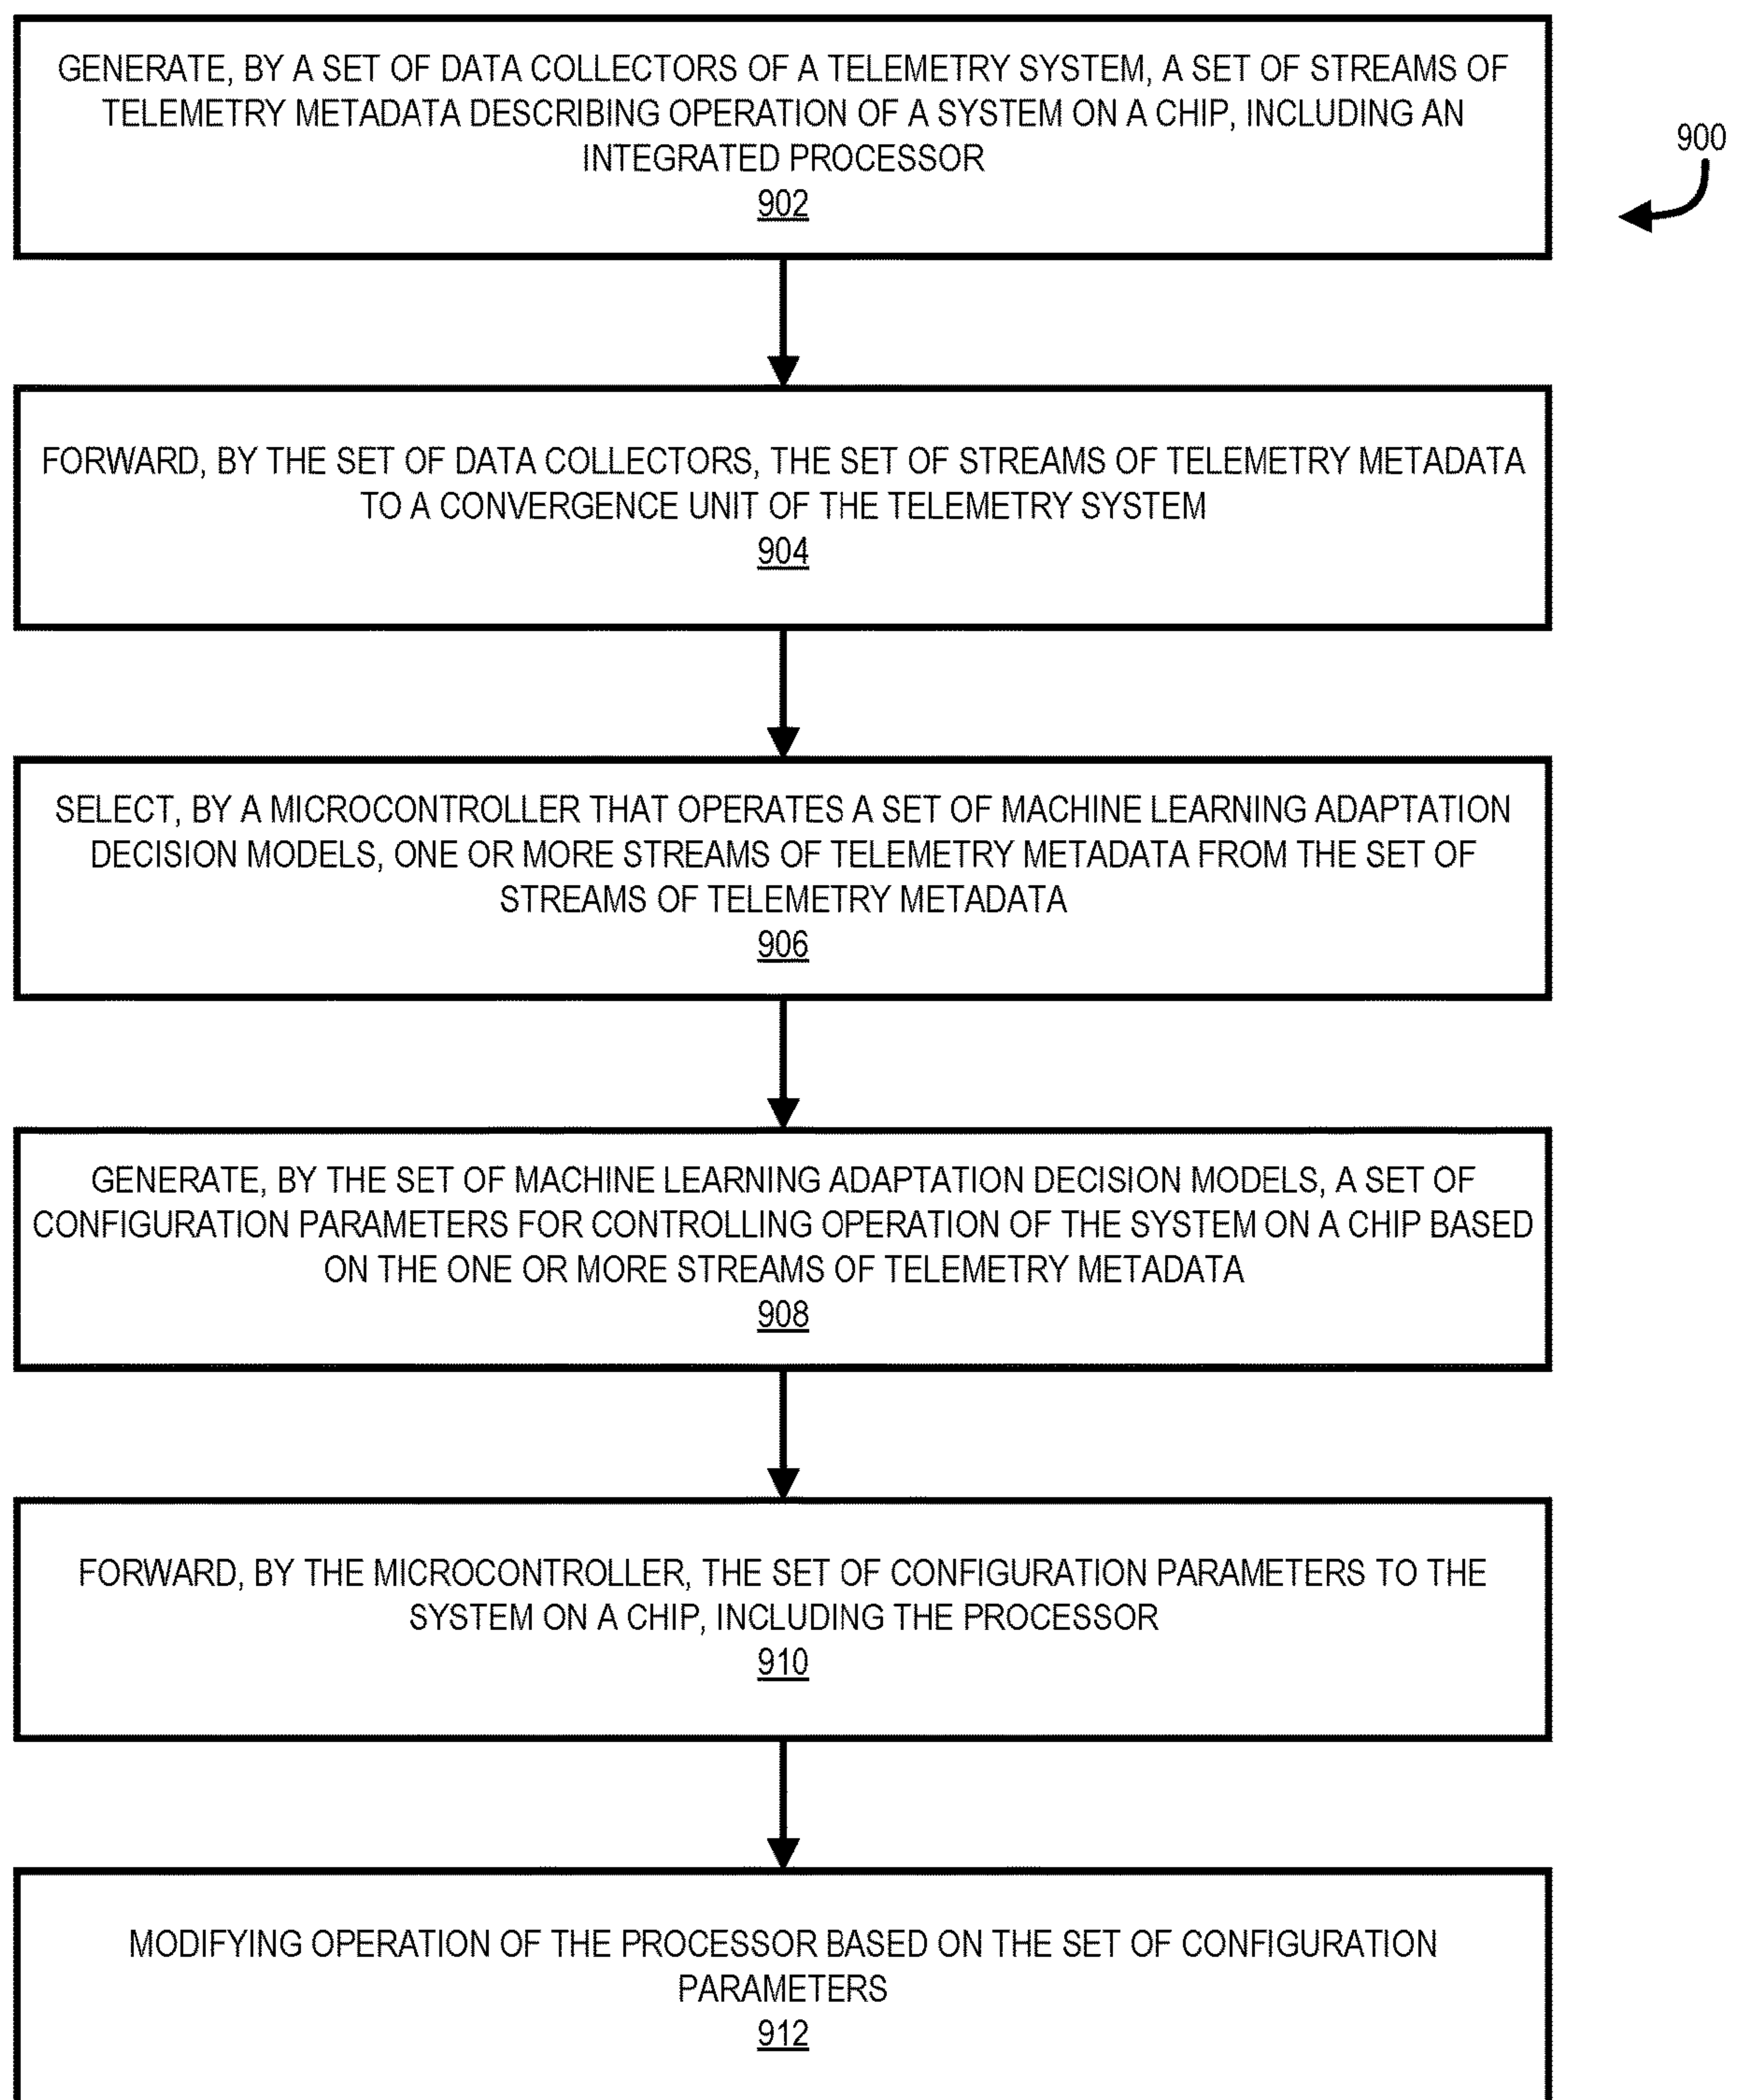 GENERATE, BY A SET OF DATA COLLECTORS OF A TELEMETRY SYSTEM, A SET OF STREAMS OF
TELEMETRY METADATA DESCRIBING OPERATION OF A SYSTEM ON A CHIP, INCLUDING AN
INTEGRATED PROCESSOR
902
900
FORWARD, BY THE SET OF DATA COLLECTORS, THE SET OF STREAMS OF TELEMETRY METADATA
TO A CONVERGENCE UNIT OF THE TELEMETRY SYSTEM
904
SELECT, BY A MICROCONTROLLER THAT OPERATES A SET OF MACHINE LEARNING ADAPTATION
DECISION MODELS, ONE OR MORE STREAMS OF TELEMETRY METADATA FROM THE SET OF
STREAMS OF TELEMETRY METADATA
906
GENERATE, BY THE SET OF MACHINE LEARNING ADAPTATION DECISION MODELS, A SET OF
CONFIGURATION PARAMETERS FOR CONTROLLING OPERATION OF THE SYSTEM ON A CHIP BASED
ON THE ONE OR MORE STREAMS OF TELEMETRY METADATA
908
FORWARD, BY THE MICROCONTROLLER, THE SET OF CONFIGURATION PARAMETERS TO THE
SYSTEM ON A CHIP, INCLUDING THE PROCESSOR
910
MODIFYING OPERATION OF THE PROCESSOR BASED ON THE SET OF CONFIGURATION
PARAMETERS
912